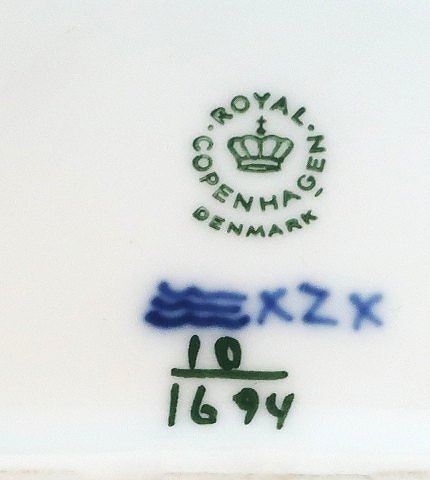 ROYAL
COPENHAGEN
DENMARK
XZX
10
1694